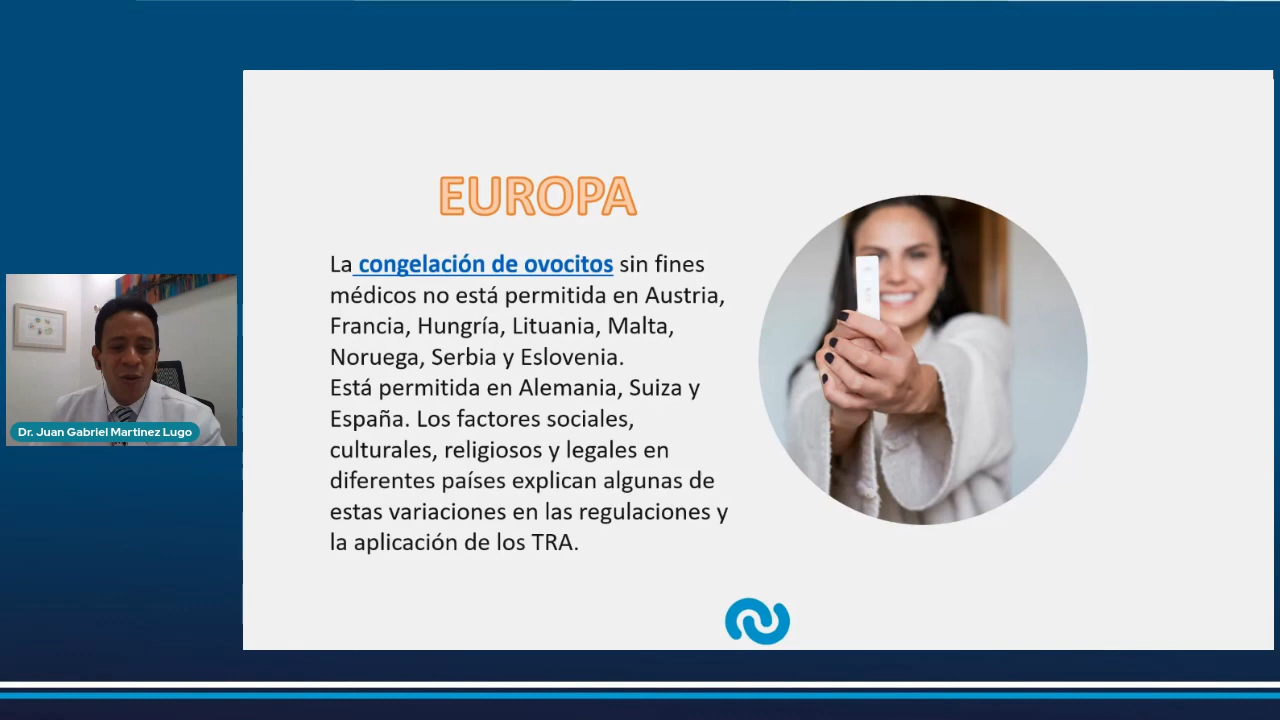 EUROPA
La congelación de ovocitos sin fines
médicos no está permitida en Austria,
Francia, Hungría, Lituania, Malta,
Noruega, Serbia y Eslovenia.
Está permitida en Alemania, Suiza y
España. Los factores sociales,
culturales, religiosos y legales en
diferentes países explican algunas de
estas variaciones en las regulaciones y
la aplicación de los TRA.
Dr. Juan Gabriel Martinez Lugo